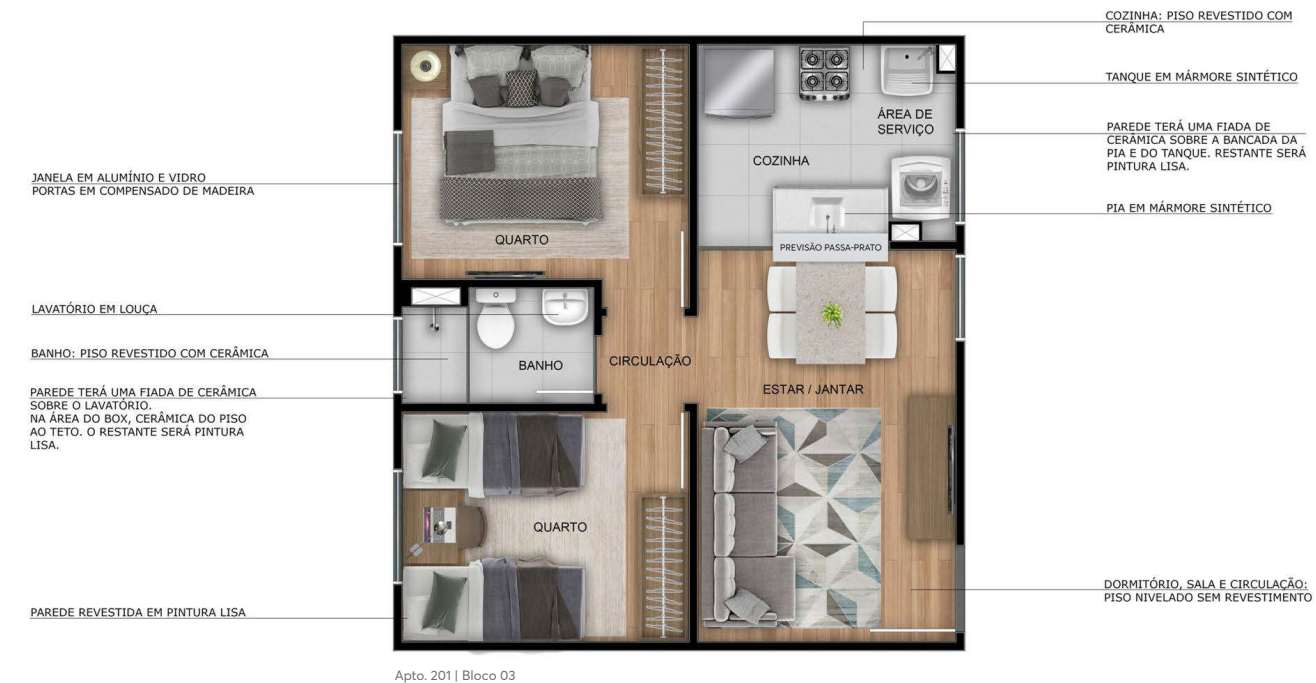 COZINHA: PISO REVESTIDO COM
CERÂMICA
TANQUE EM MÁRMORE SINTÉTICO
PAREDE TERÁ UMA FIADA DE
CERÂMICA SOBRE A BANCADA DA
PIA E DO TANQUE. RESTANTE SERÁ
PINTURA LISA.
PIA EM MÁRMORE SINTÉTICO
DORMITÓRIO, SALA E CIRCULAÇÃO:
PISO NIVELADO SEM REVESTIMENTO
JANELA EM ALUMÍNIO E VIDRO
PORTAS EM COMPENSADO DE MADEIRA
LAVATÓRIO EM LOUÇA
BANHO: PISO REVESTIDO COM CERÂMICA
PAREDE TERÁ UMA FIADA DE CERÂMICA
SOBRE O LAVATÓRIO.
NA ÁREA DO BOX, CERÂMICA DO PISO
AO TETO. O RESTANTE SERÁ PINTURA
LISA.
PAREDE REVESTIDA EM PINTURA LISA
ÁREA DE
SERVIÇO
COZINHA
QUARTO
PREVISÃO PASSA-PRATO
BANHO
CIRCULAÇÃO
ESTAR / JANTAR
QUARTO
Apto. 201 | Bloco 03